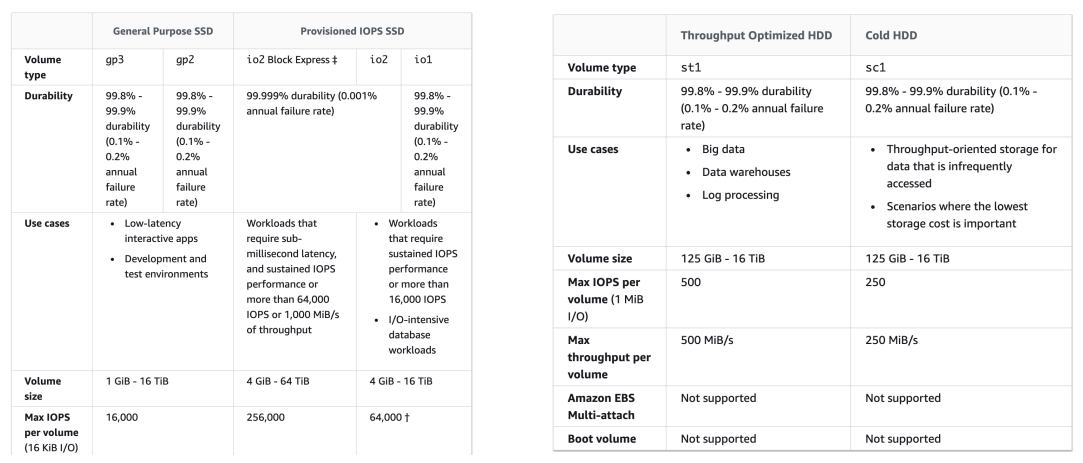 General Purpose SSD
Provisioned IOPS SSD
Volume type
gp3
gp2
io2 Block Express ‡
io2
io1
Durability
99.8% -
99.9%
durability
(0.1% -
0.2%
annual
failure
rate)
99.8% -
99.9%
durability
(0.1% -
0.2%
annual
failure
rate)
99.999% durability (0.001%
annual failure rate)
99.8% -
99.9%
durability
(0.1% -
0.2%
annual
failure
rate)
Use cases
• Low-latency
interactive apps
• Development and
test environments
Workloads that
require sub-
millisecond latency,
and sustained IOPS
performance or
more than 64,000
IOPS or 1,000 MiB/s
of throughput
• Workloads
that require
sustained IOPS
performance
or more than
16,000 IOPS
• I/O-intensive
database
workloads
Volume
size
1 GiB - 16 TiB
4 GiB - 64 TiB
4 GiB - 16 TiB
Max IOPS
per volume
(16 KiB I/O)
16,000
256,000
64,000 †
Throughput Optimized HDD
Cold HDD
Volume type
st1
sc1
Durability
99.8% - 99.9% durability
(0.1% - 0.2% annual failure
rate)
99.8% - 99.9% durability (0.1% -
0.2% annual failure rate)
Use cases
• Big data
• Data warehouses
• Log processing
• Throughput-oriented storage for
data that is infrequently
accessed
• Scenarios where the lowest
storage cost is important
Volume size
125 GiB - 16 TiB
125 GiB - 16 TiB
Max IOPS per
volume (1 MiB
I/O)
500
250
Max
throughput per
volume
500 MiB/s
250 MiB/s
Amazon EBS
Multi-attach
Not supported
Not supported
Boot volume
Not supported
Not supported